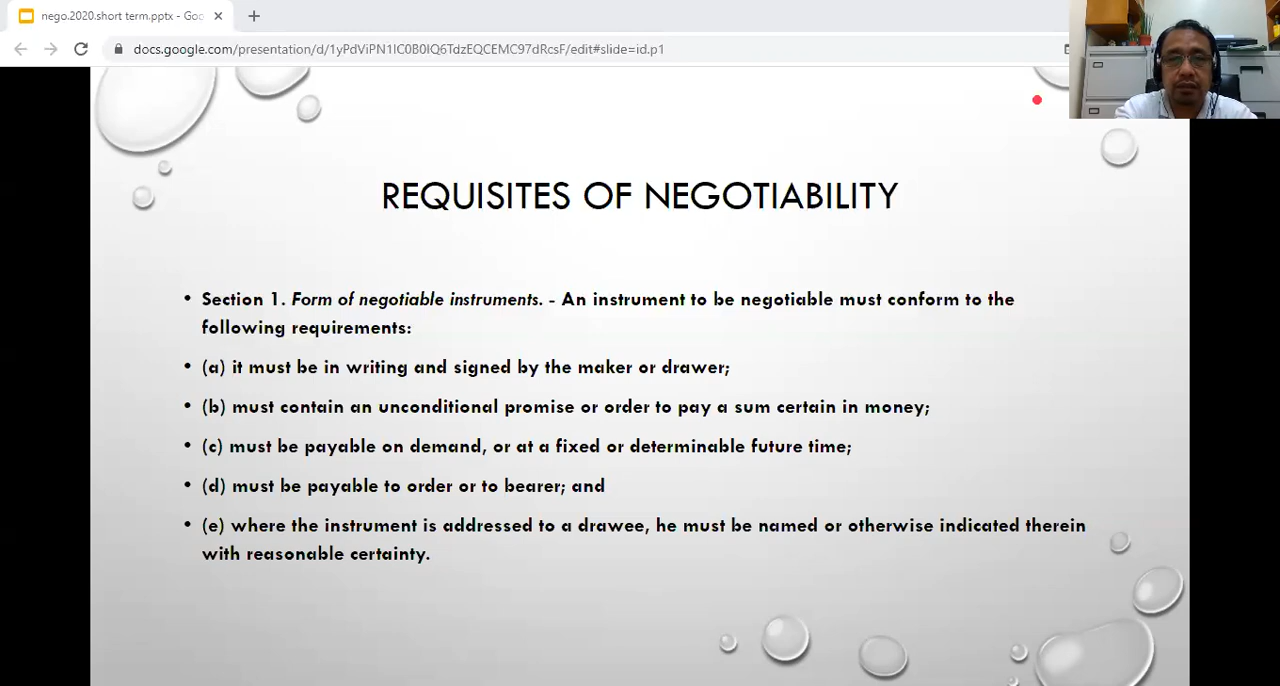 nego.2020.short term.pptx - Goo
docs.google.com/presentation/d/1yPdViPN1lC0B0IQ6TdzEQCEMC97dRcsF/edit#slide=id.p1
REQUISITES OF NEGOTIABILITY
• Section 1. Form of negotiable instruments. - An instrument to be negotiable must conform to the
following requirements:
• (a) it must be in writing and signed by the maker or drawer;
• (b) must contain an unconditional promise or order to pay a sum certain in money;
• (c) must be payable on demand, or at a fixed or determinable future time;
• (d) must be payable to order or to bearer; and
• (e) where the instrument is addressed to a drawee, he must be named or otherwise indicated therein
with reasonable certainty.